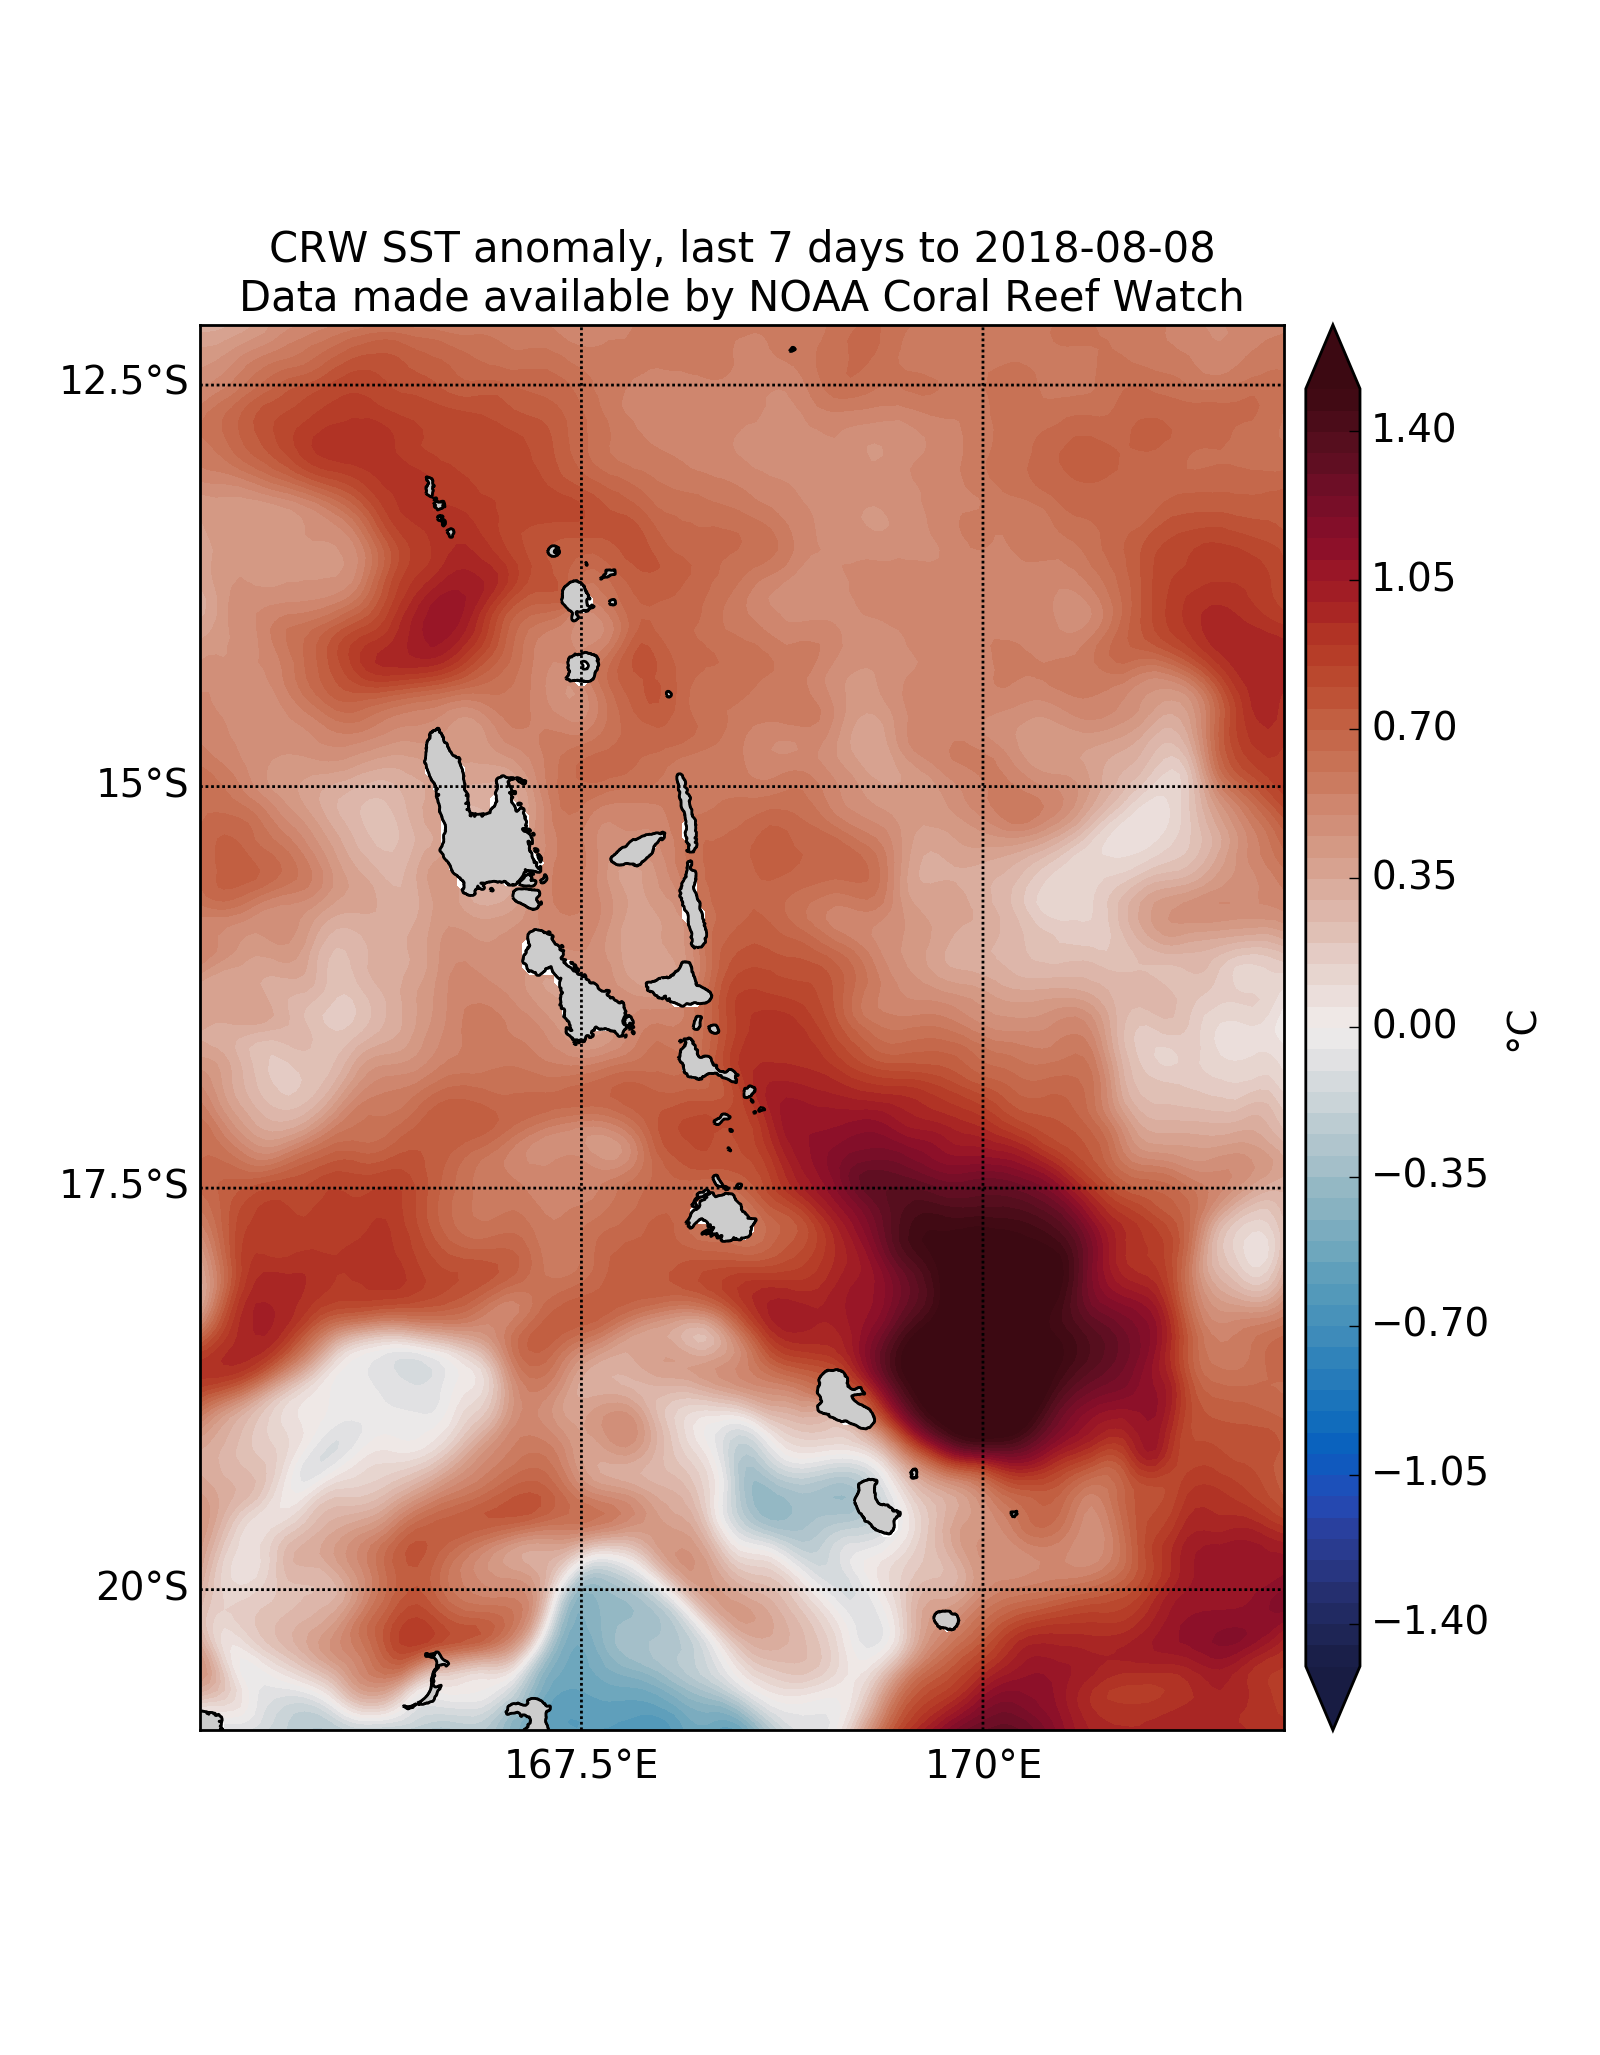 CRW SST anomaly, last 7 days to 2018-08-08
Data made available by NOAA Coral Reef Watch
12.5°S
15°S
17.5°S
20°S
167.5°E
170°E
1.40
1.05
0.70
0.35
0.00
−0.35
−0.70
−1.05
−1.40
°C